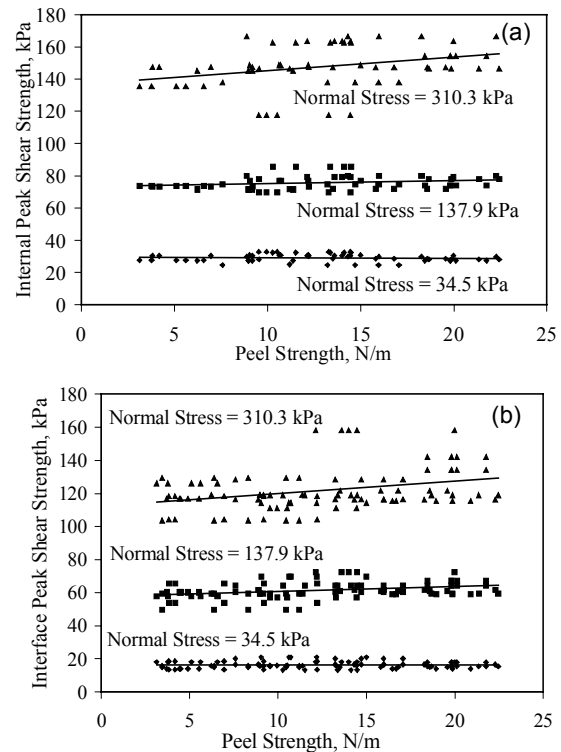 Internal Peak Shear Strength, kPa
180
160
140
120
100
80
60
40
20
0
(a)
Normal Stress = 310.3 kPa
Normal Stress = 137.9 kPa
Normal Stress = 34.5 kPa
0 5 10 15 20 25
Peel Strength, N/m
Interface Peak Shear Strength, kPa
180
160
140
120
100
80
60
40
20
0
(b)
Normal Stress = 310.3 kPa
Normal Stress = 137.9 kPa
Normal Stress = 34.5 kPa
0 5 10 15 20 25
Peel Strength, N/m